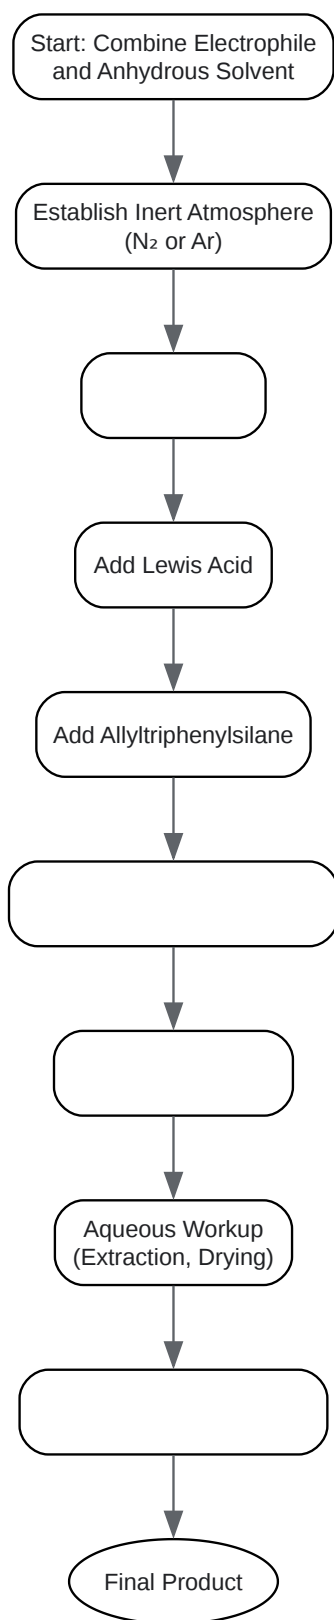 Start: Combine Electrophile
and Anhydrous Solvent
Establish Inert Atmosphere
(N₂ or Ar)
Add Lewis Acid
Add Allyltriphenylsilane
Aqueous Workup
(Extraction, Drying)
Final Product